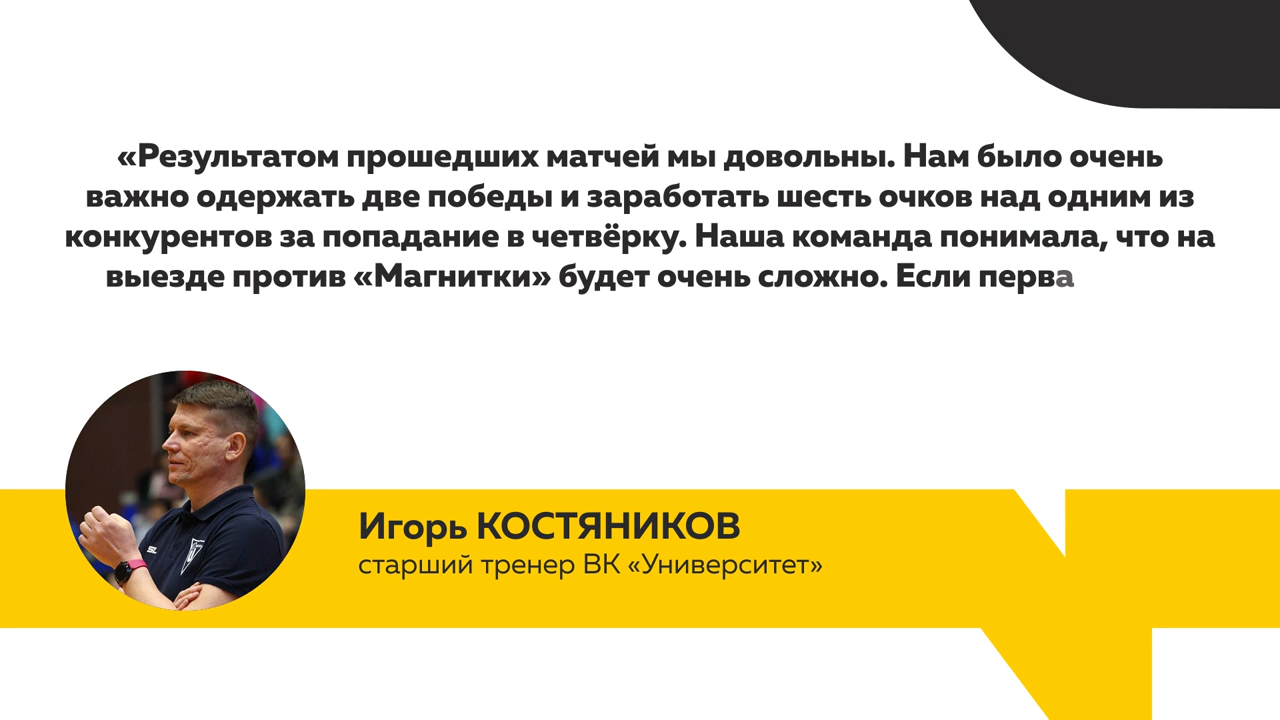 «Результатом прошедших матчей мы довольны. Нам было очень
важно одержать две победы и заработать шесть очков над одним из
конкурентов за попадание в четвёрку. Наша команда понимала, что на
выезде против «Магнитки» будет очень сложно. Если перва
Игорь КОСТЯНИКОВ
старший тренер ВК «Университет»